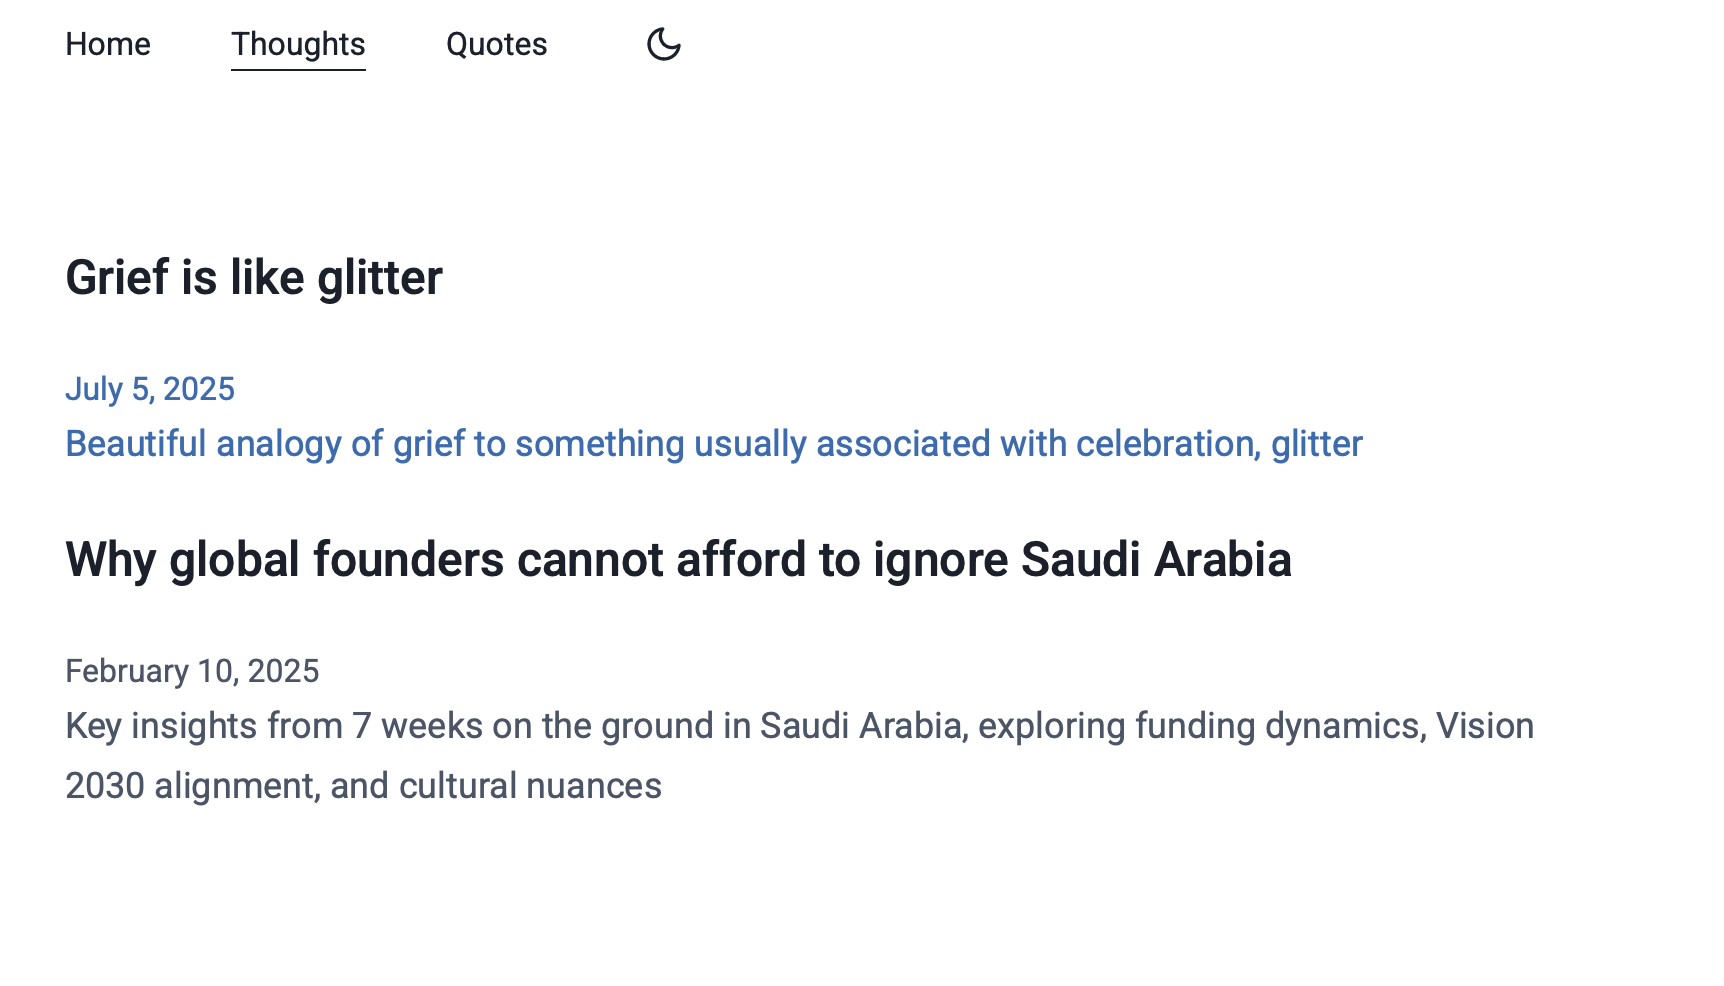 Home Thoughts Quotes
Grief is like glitter
July 5, 2025
Beautiful analogy of grief to something usually associated with celebration, glitter
Why global founders cannot afford to ignore Saudi Arabia
February 10, 2025
Key insights from 7 weeks on the ground in Saudi Arabia, exploring funding dynamics, Vision
2030 alignment, and cultural nuances